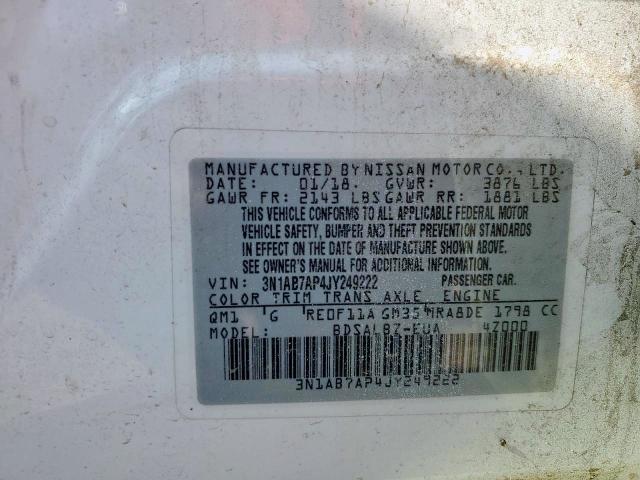 MANUFACTURED BY NISSAN MOTOR CO., LTD.
DATE: 01/18. GVWR: 3876 LBS
GAWR FR: 2143 LBS GAWR RR: 1881 LBS
THIS VEHICLE CONFORMS TO ALL APPLICABLE FEDERAL MOTOR
VEHICLE SAFETY, BUMPER AND THEFT PREVENTION STANDARDS
IN EFFECT ON THE DATE OF MANUFACTURE SHOWN ABOVE.
SEE OWNER'S MANUAL FOR ADDITIONAL INFORMATION.
VIN: 3N1AB7AP4JY249222 PASSENGER CAR.
COLOR TRIM TRANS AXLE ENGINE
QM1 G RE0F11A GM35 MRA8DE 1798 CC
MODEL: BDSALBZ-EUA 4Z000
3N1AB7AP4JY249222